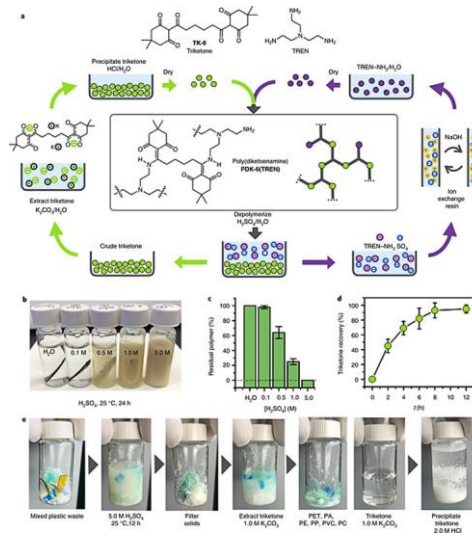 a
TK-6
Triketone
TREN
Precipitate triketone
HCl/H₂O
Dry
Dry
TREN–NH₂/H₂O
NaOH
Ion
exchange
resin
Extract triketone
K₂CO₃/H₂O
Poly(diketoenamine)
PDK-6(TREN)
Depolymerize
H₂SO₄/H₂O
Crude triketone
b
H₂O
0.1 M
0.5 M
1.0 M
5.0 M
H₂SO₄, 25 °C, 24 h
c
Residual polymer (%)
100
80
60
40
20
0
H₂O 0.1 0.5 1.0 5.0
[H₂SO₄] (M)
d
Triketone recovery (%)
100
80
60
40
20
0
0 2 4 6 8 10 12
t (h)
e
Mixed plastic waste
5.0 M H₂SO₄
25 °C, 12 h
Filter
solids
Extract triketone
1.0 M K₂CO₃
PET, PA,
PE, PP, PVC, PC
Triketone
1.0 M K₂CO₃
Precipitate
triketone
2.0 M HCl